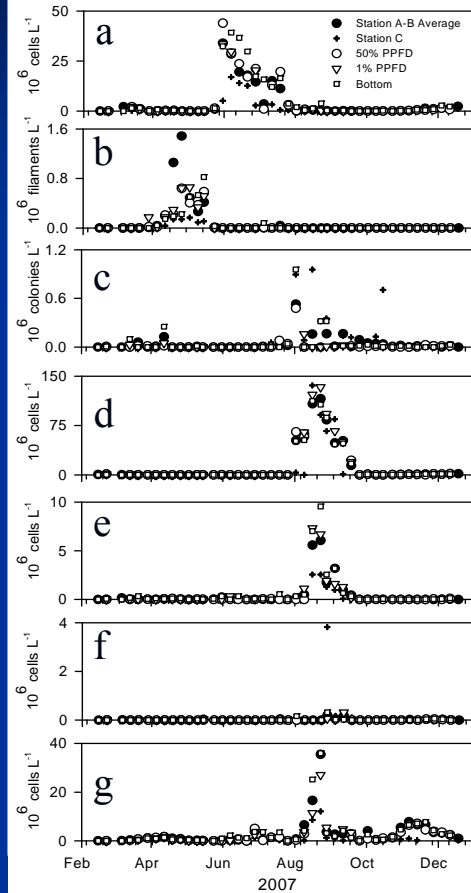 a
50
25
0
10⁶ cells L⁻¹
Station A-B Average
Station C
50% PPFD
1% PPFD
Bottom
b
1.6
0.8
0.0
10⁶ filaments L⁻¹
c
1.2
0.6
0.0
10⁶ colonies L⁻¹
d
150
75
0
10⁶ cells L⁻¹
e
10
5
0
10⁶ cells L⁻¹
f
4
2
0
10⁶ cells L⁻¹
g
40
20
0
10⁶ cells L⁻¹
Feb Apr Jun Aug Oct Dec
2007